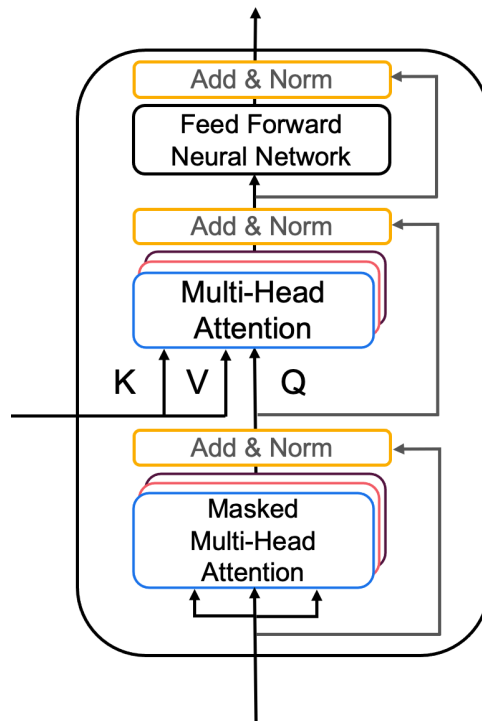 Add & Norm
Feed Forward
Neural Network
Add & Norm
Multi-Head
Attention
K V Q
Add & Norm
Masked
Multi-Head
Attention